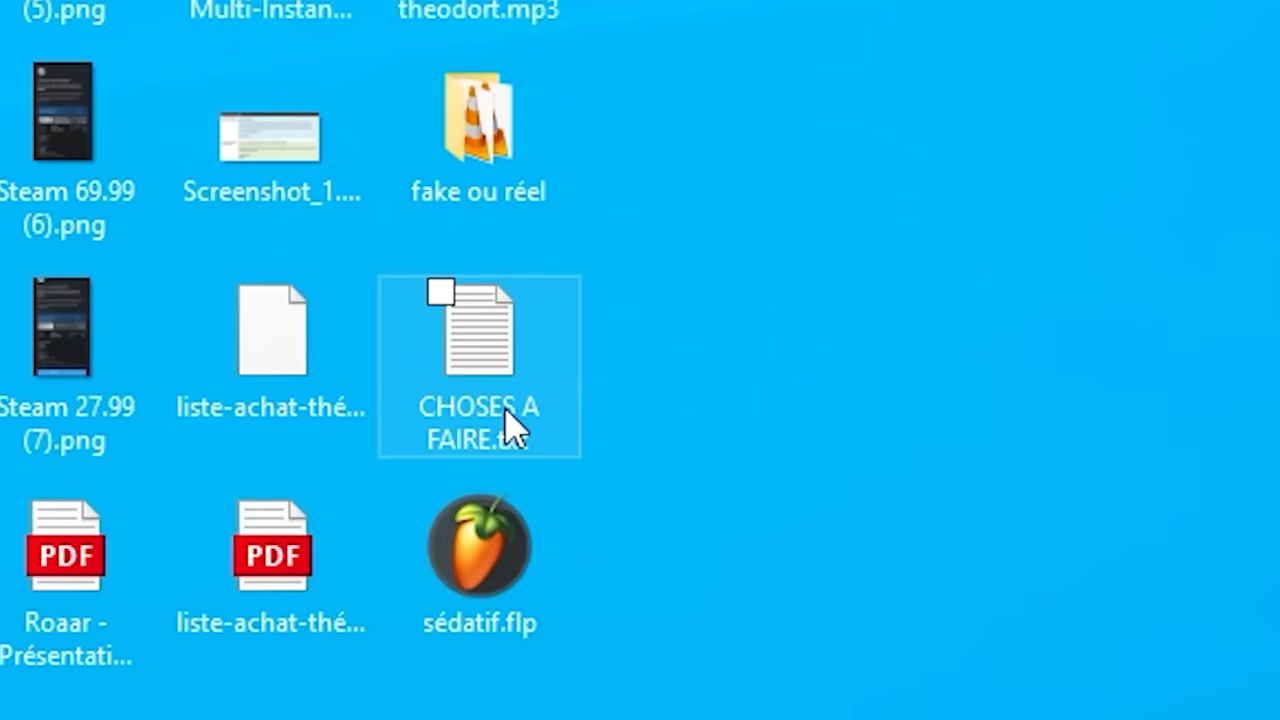 (5).png
Multi-Instan...
theodort.mp3
Steam 69.99
(6).png
Screenshot_1....
fake ou réel
Steam 27.99
(7).png
liste-achat-thé...
CHOSES A
FAIRE.t
PDF
Roaar -
Présentati...
PDF
liste-achat-thé...
sédatif.flp